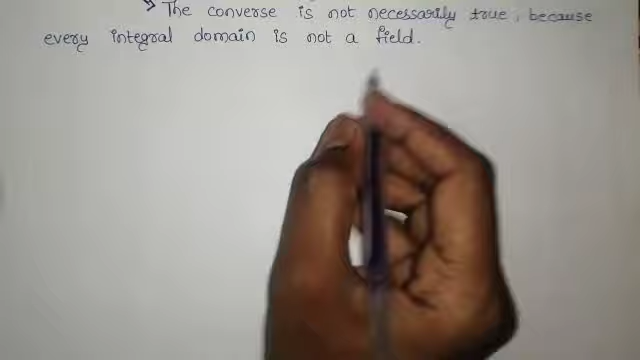 The converse is not necessarily true, because
every integral domain is not a field.